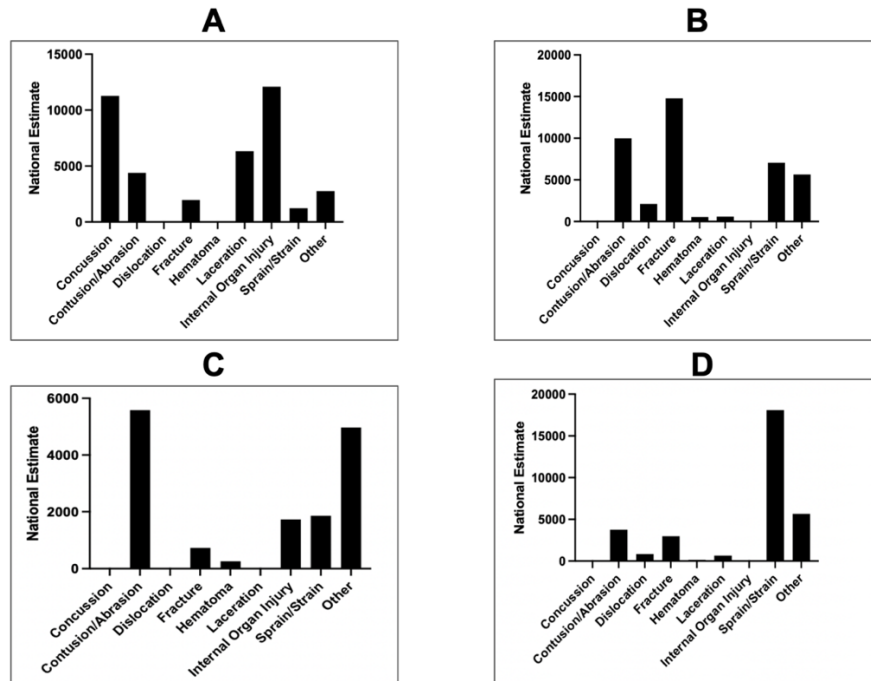 A
National Estimate
15000
10000
5000
0
Concussion
Contusion/Abrasion
Dislocation
Fracture
Hematoma
Laceration
Internal Organ Injury
Sprain/Strain
Other
B
National Estimate
20000
15000
10000
5000
0
Concussion
Contusion/Abrasion
Dislocation
Fracture
Hematoma
Laceration
Internal Organ Injury
Sprain/Strain
Other
C
National Estimate
6000
4000
2000
0
Concussion
Contusion/Abrasion
Dislocation
Fracture
Hematoma
Laceration
Internal Organ Injury
Sprain/Strain
Other
D
National Estimate
20000
15000
10000
5000
0
Concussion
Contusion/Abrasion
Dislocation
Fracture
Hematoma
Laceration
Internal Organ Injury
Sprain/Strain
Other